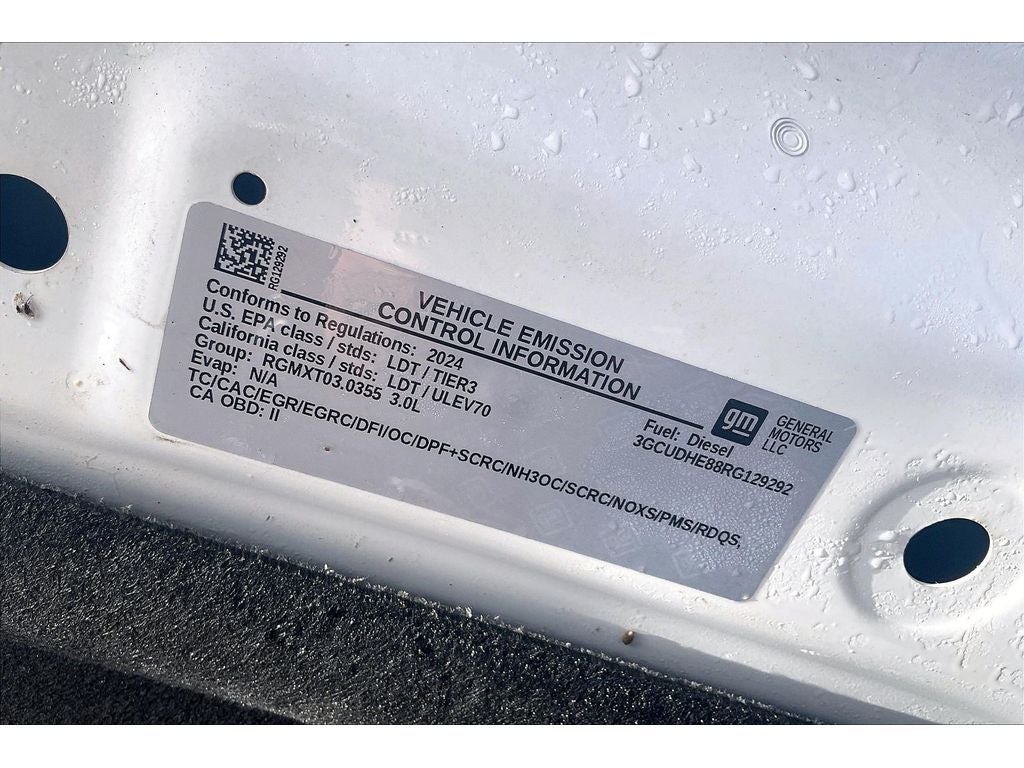 RG129292
VEHICLE EMISSION
CONTROL INFORMATION
Conforms to Regulations: 2024
U.S. EPA class / stds: LDT / TIER3
California class / stds: LDT / ULEV70
Group: RGMXT03.0355 3.0L
Evap: N/A
TC/CAC/EGR/EGRC/DFI/OC/DPF+SCRC/NH3OC/SCRC/NOXS/PMS/RDQS,
CA OBD: II
gm
GENERAL
MOTORS
LLC
Fuel: Diesel
3GCUDHE88RG129292